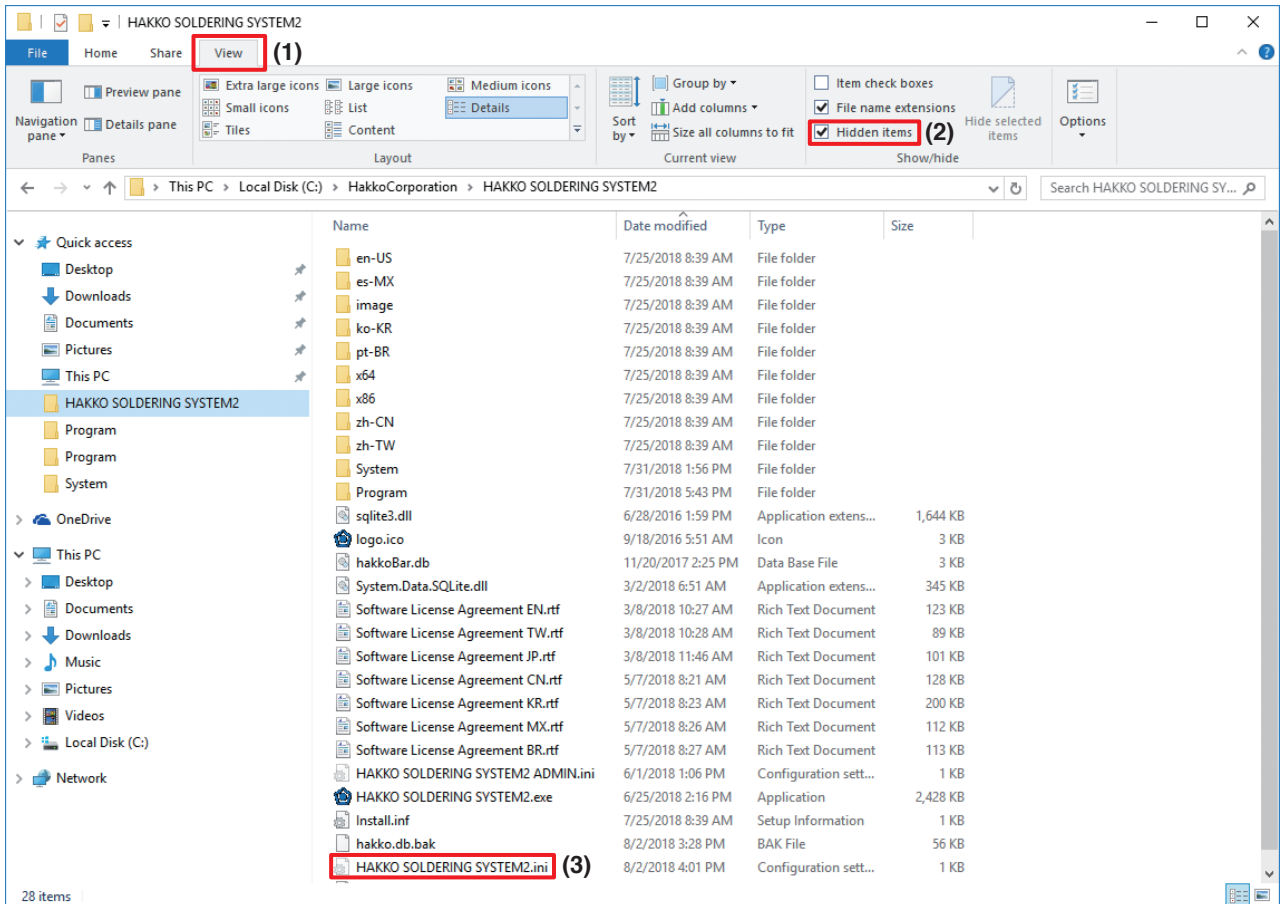 HAKKO SOLDERING SYSTEM2
File Home Share View (1)
Preview pane
Details pane
Navigation pane
Panes
Extra large icons Large icons Medium icons
Small icons List Details
Tiles Content
Layout
Sort by
Group by
Add columns
Size all columns to fit
Current view
Item check boxes
File name extensions
Hidden items (2)
Hide selected items
Show/hide
Options
This PC > Local Disk (C:) > HakkoCorporation > HAKKO SOLDERING SYSTEM2
Search HAKKO SOLDERING SY...
Quick access
Desktop
Downloads
Documents
Pictures
This PC
HAKKO SOLDERING SYSTEM2
Program
Program
System
OneDrive
This PC
Desktop
Documents
Downloads
Music
Pictures
Videos
Local Disk (C:)
Network
Name Date modified Type Size
en-US 7/25/2018 8:39 AM File folder
es-MX 7/25/2018 8:39 AM File folder
image 7/25/2018 8:39 AM File folder
ko-KR 7/25/2018 8:39 AM File folder
pt-BR 7/25/2018 8:39 AM File folder
x64 7/25/2018 8:39 AM File folder
x86 7/25/2018 8:39 AM File folder
zh-CN 7/25/2018 8:39 AM File folder
zh-TW 7/25/2018 8:39 AM File folder
System 7/31/2018 1:56 PM File folder
Program 7/31/2018 5:43 PM File folder
sqlite3.dll 6/28/2016 1:59 PM Application extens... 1,644 KB
logo.ico 9/18/2016 5:51 AM Icon 3 KB
hakkoBar.db 11/20/2017 2:25 PM Data Base File 3 KB
System.Data.SQLite.dll 3/2/2018 6:51 AM Application extens... 345 KB
Software License Agreement EN.rtf 3/8/2018 10:27 AM Rich Text Document 123 KB
Software License Agreement TW.rtf 3/8/2018 10:28 AM Rich Text Document 89 KB
Software License Agreement JP.rtf 3/8/2018 11:46 AM Rich Text Document 101 KB
Software License Agreement CN.rtf 5/7/2018 8:21 AM Rich Text Document 128 KB
Software License Agreement KR.rtf 5/7/2018 8:23 AM Rich Text Document 200 KB
Software License Agreement MX.rtf 5/7/2018 8:26 AM Rich Text Document 112 KB
Software License Agreement BR.rtf 5/7/2018 8:27 AM Rich Text Document 113 KB
HAKKO SOLDERING SYSTEM2 ADMIN.ini 6/1/2018 1:06 PM Configuration sett... 1 KB
HAKKO SOLDERING SYSTEM2.exe 6/25/2018 2:16 PM Application 2,428 KB
Install.inf 7/25/2018 8:39 AM Setup Information 1 KB
hakko.db.bak 8/2/2018 3:28 PM BAK File 56 KB
HAKKO SOLDERING SYSTEM2.ini (3) 8/2/2018 4:01 PM Configuration sett... 1 KB
28 items